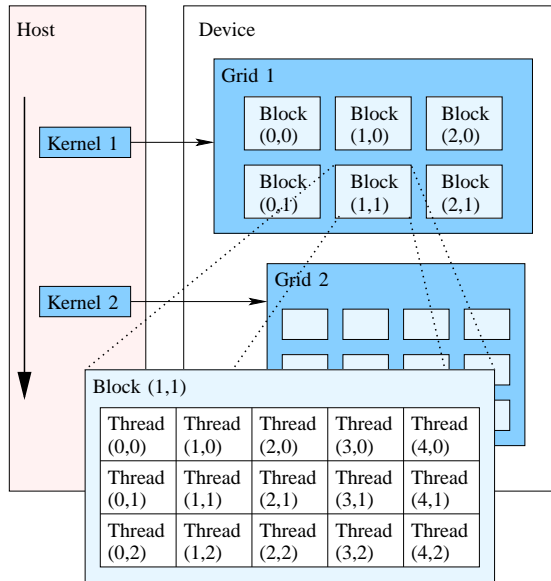 Host
Device
Grid 1
Block Block Block
(0,0) (1,0) (2,0)
Kernel 1
Block Block Block
(0,1) (1,1) (2,1)
Grid 2
Kernel 2
Block (1,1)
Thread Thread Thread Thread Thread
(0,0) (1,0) (2,0) (3,0) (4,0)
Thread Thread Thread Thread Thread
(0,1) (1,1) (2,1) (3,1) (4,1)
Thread Thread Thread Thread Thread
(0,2) (1,2) (2,2) (3,2) (4,2)